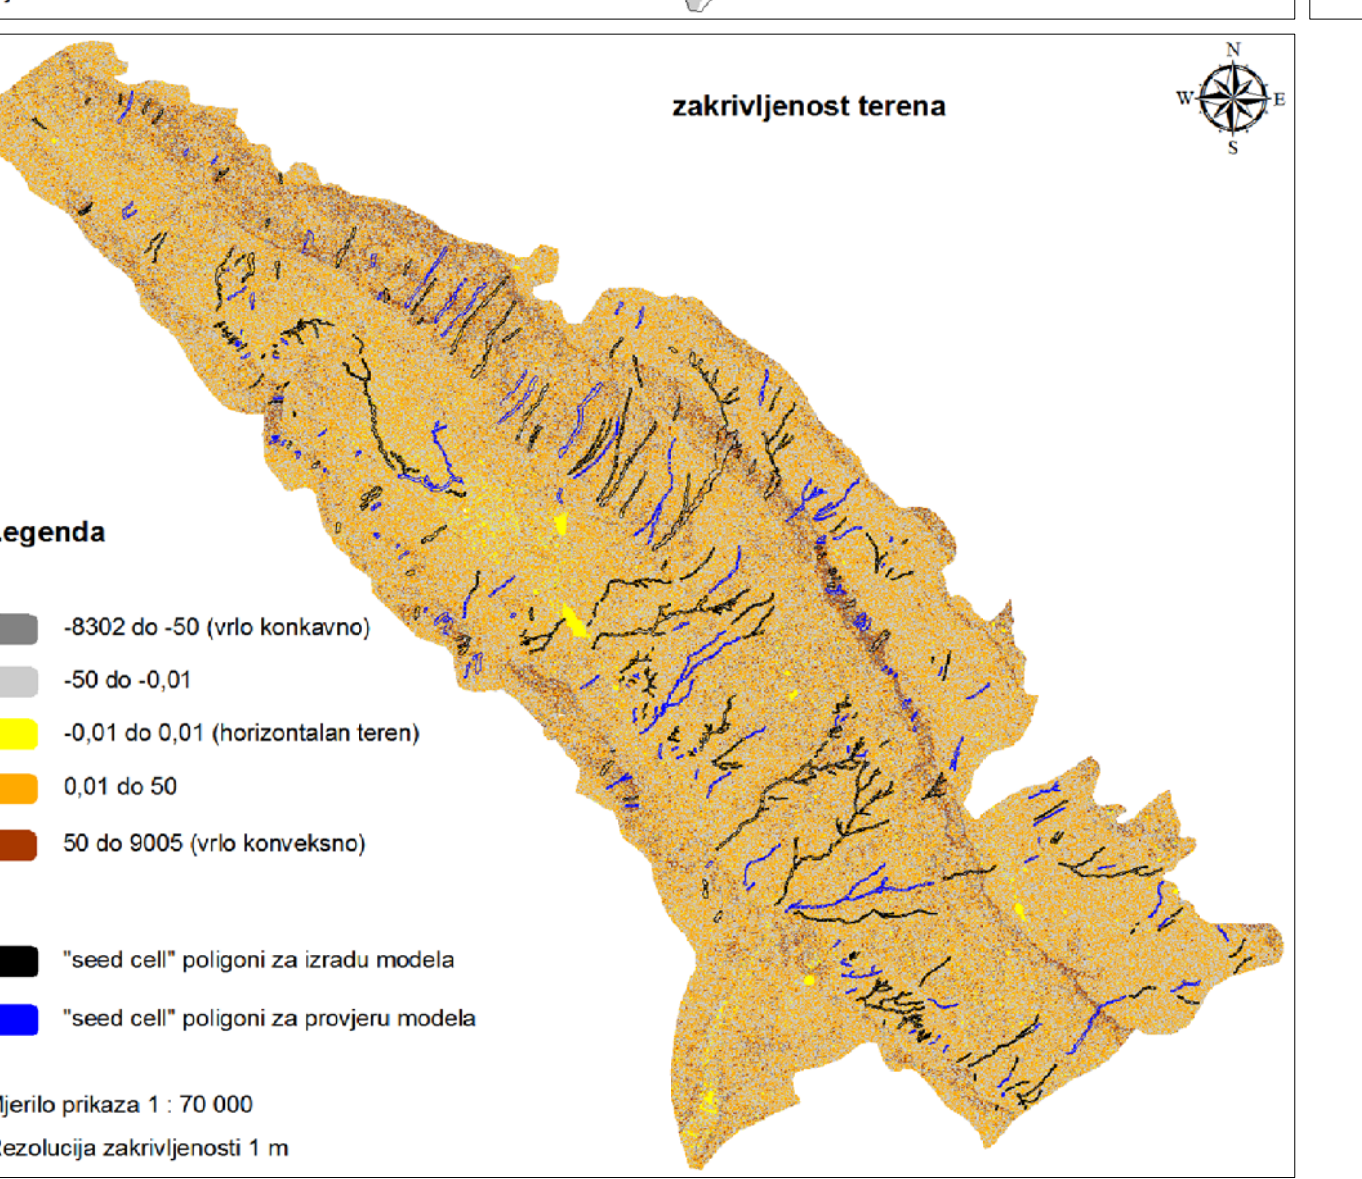 zakrivljenost terena
N
W
E
S
egenda
-8302 do -50 (vrlo konkavno)
-50 do -0,01
-0,01 do 0,01 (horizontalan teren)
0,01 do 50
50 do 9005 (vrlo konveksno)
"seed cell" poligoni za izradu modela
"seed cell" poligoni za provjeru modela
jerilo prikaza 1 : 70 000
ezolucija zakrivljenosti 1 m